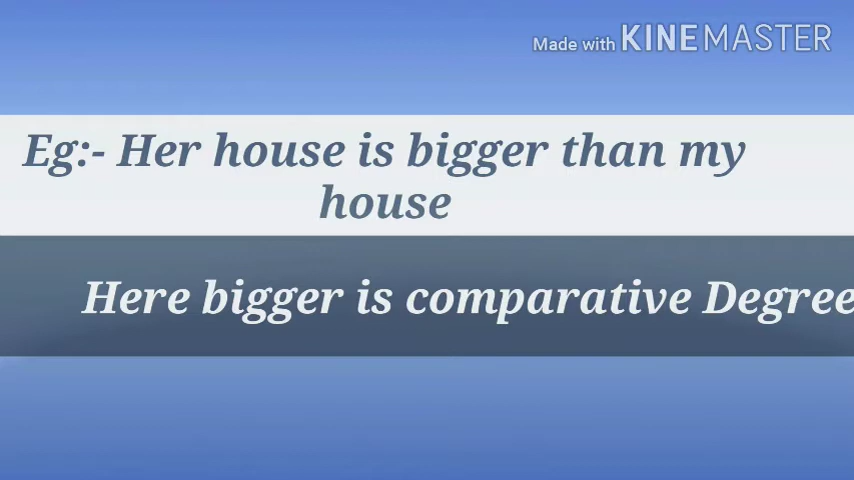 Made with KINEMASTER
Eg:- Her house is bigger than my
house
Here bigger is comparative Degree